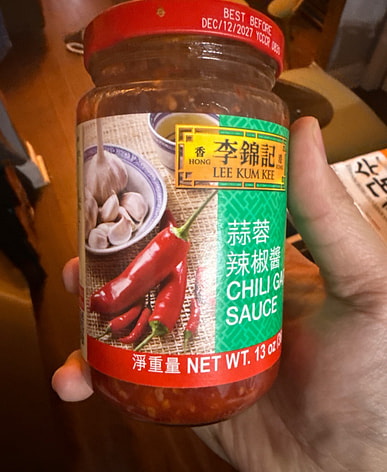 BEST BEFORE
DEC/12/2027
香 李錦記
HONG LEE KUM KEE
蒜蓉
辣椒醬
CHILI GA
SAUCE
淨重量 NET WT. 13 oz